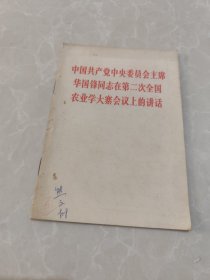 中国共产党中央委员会主席
华国锋同志在第二次全国
农业学大寨会议上的讲话